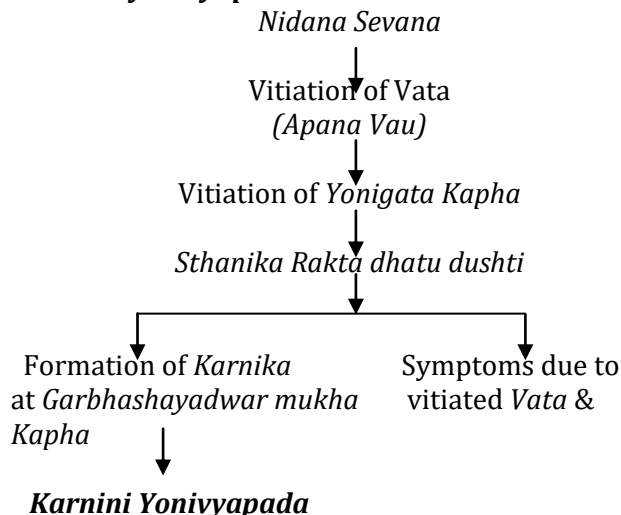 Nidana Sevana
Vitiation of Vata
(Apana Vau)
Vitiation of Yonigata Kapha
Sthanika Rakta dhatu dushti
Formation of Karnika Symptoms due to
at Garbhashayadwar mukha vitiated Vata &
Kapha
Karnini Yonivyapada